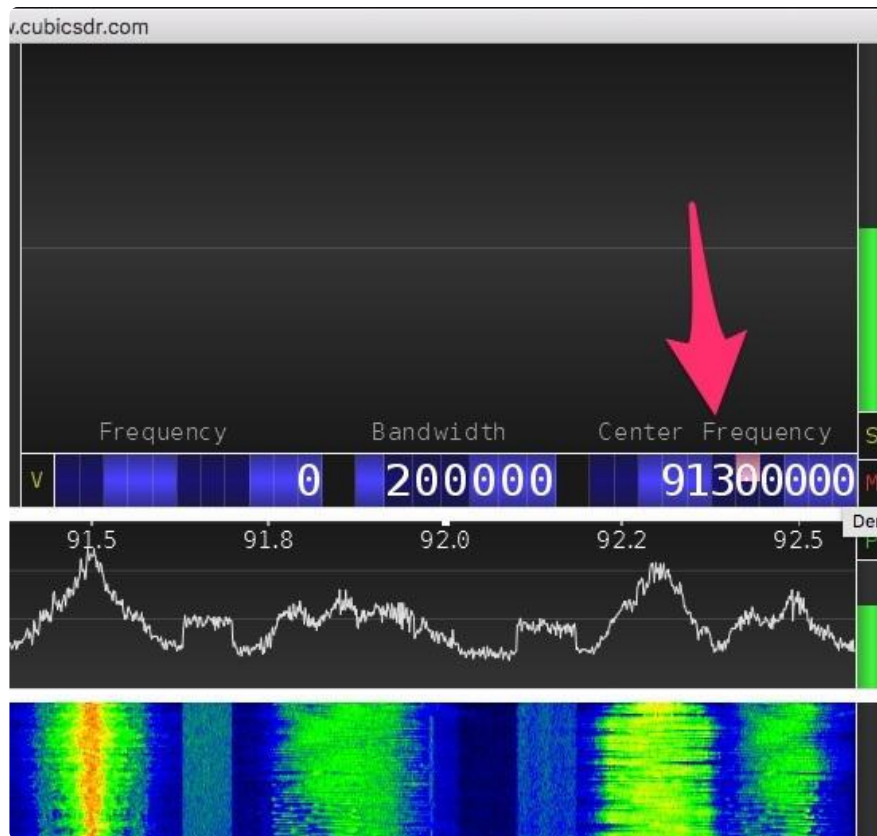 v.cubicsdr.com
Frequency Bandwidth Center Frequency S
V 0 200000 91300000 M
De
91.5 91.8 92.0 92.2 92.5 P